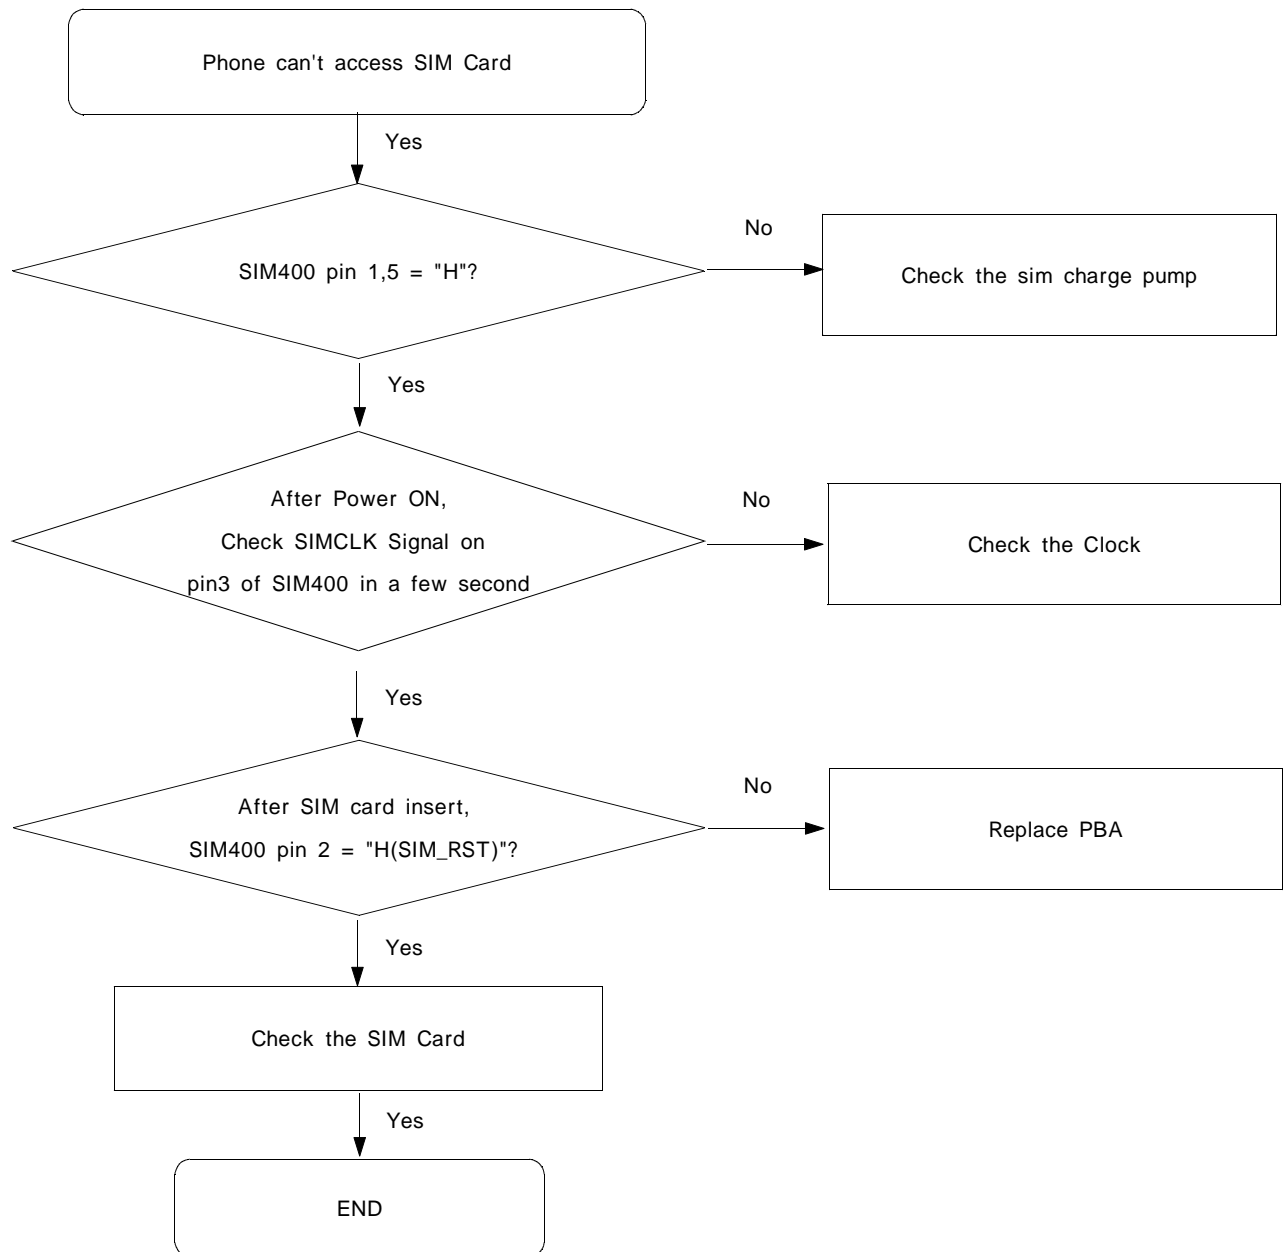 Phone can't access SIM Card
Yes
SIM400 pin 1,5 = "H"?
No
Check the sim charge pump
Yes
After Power ON,
Check SIMCLK Signal on
pin3 of SIM400 in a few second
No
Check the Clock
Yes
After SIM card insert,
SIM400 pin 2 = "H(SIM_RST)"?
No
Replace PBA
Yes
Check the SIM Card
Yes
END